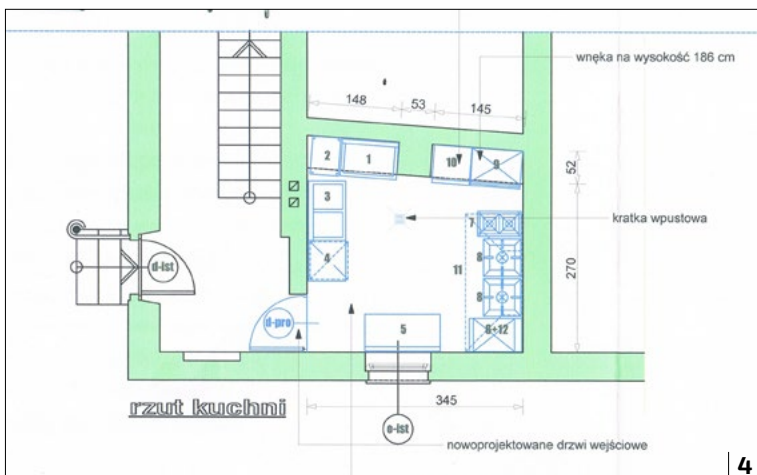 wnęka na wysokość 186 cm
148
53
145
2
1
10
9
52
3
kratka wpustowa
7
4
8
11
270
d-ist
8
d-pro
5
6+12
rzut kuchni
345
o-ist
nowoprojektowane drzwi wejściowe
4